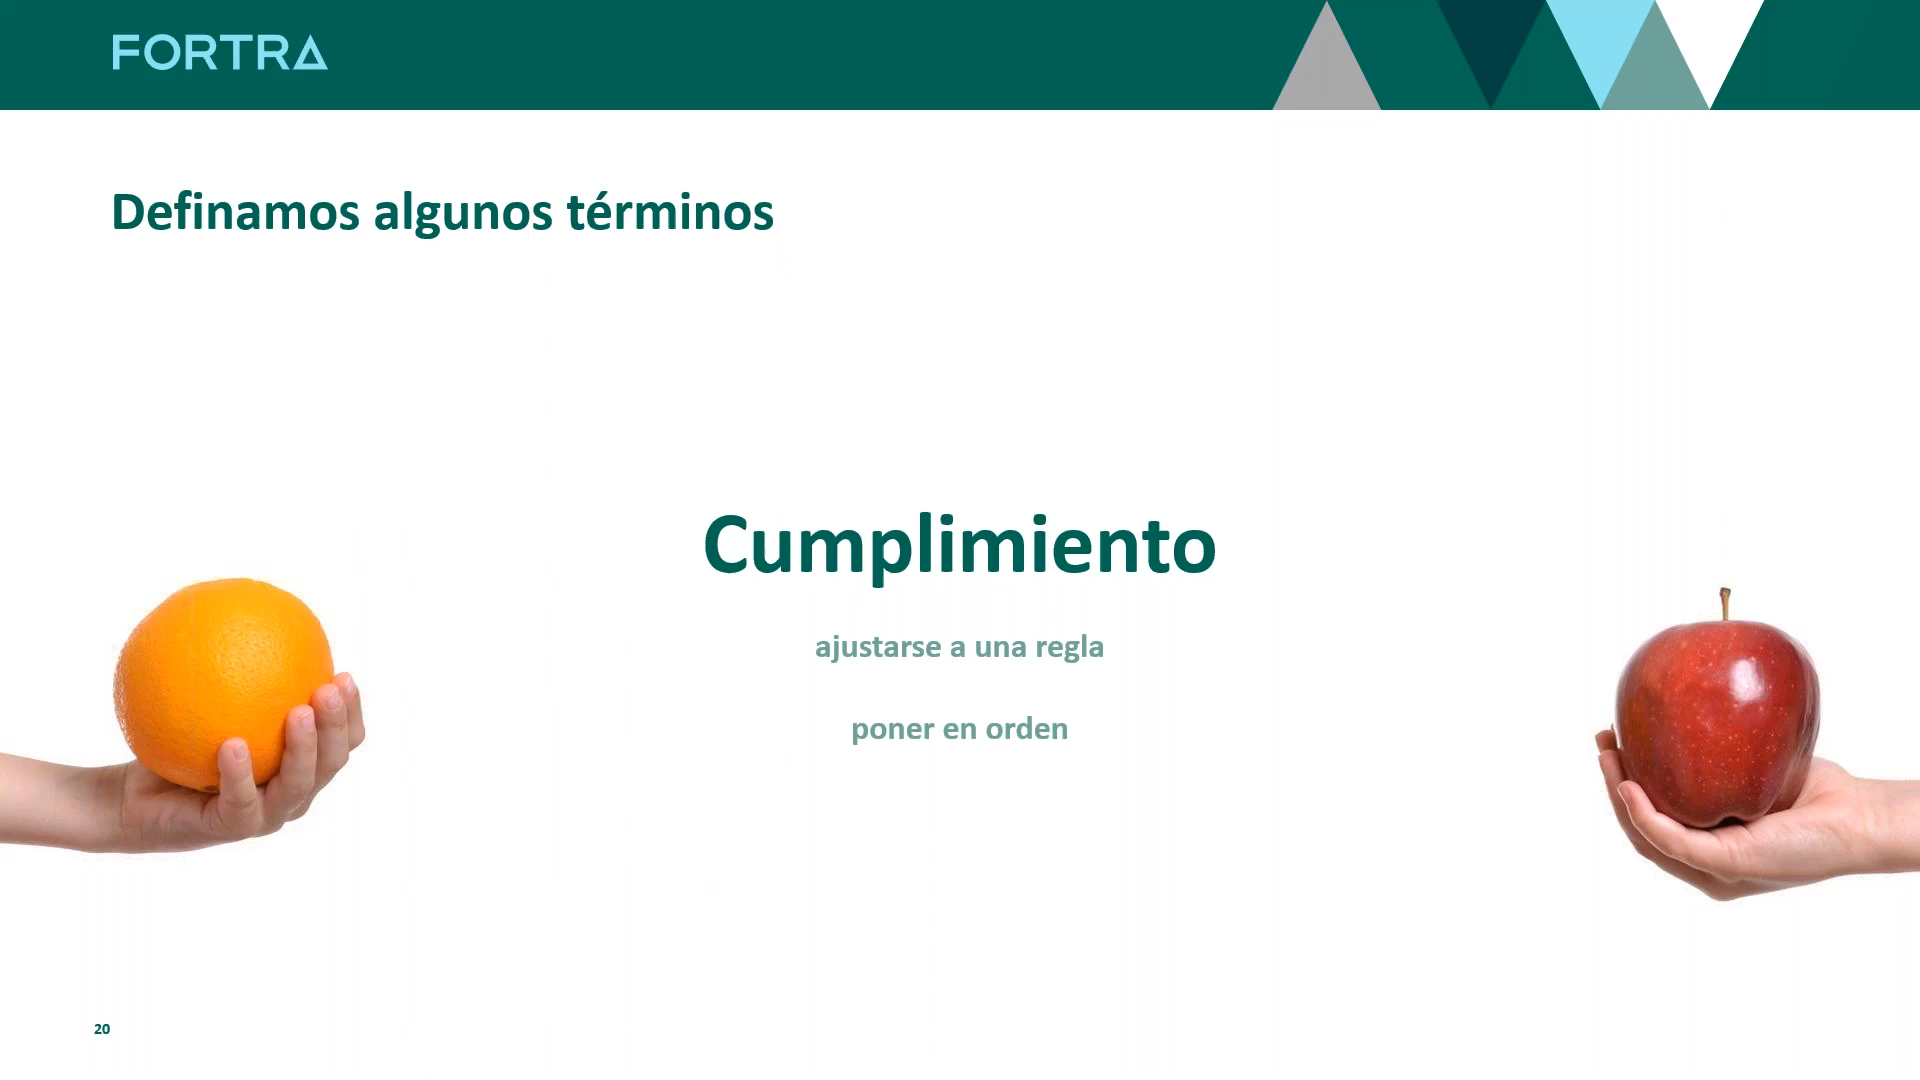 FORTRA
Definamos algunos términos
Cumplimiento
ajustarse a una regla
poner en orden
20